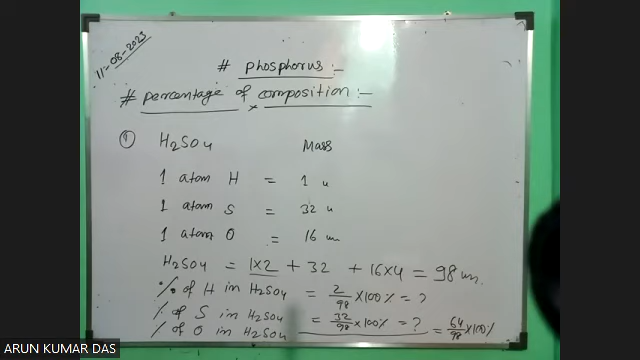 11-08-2023
# Phosphorus:-
# Percentage of composition:-
① H₂SO₄ Mass
1 atom H = 1 u
1 atom S = 32 u
1 atom O = 16 u
H₂SO₄ = 1×2 + 32 + 16×4 = 98 u
% of H in H₂SO₄ = 2/98 ×100% = ?
% of S in H₂SO₄ = 32/98 ×100% = ?
% of O in H₂SO₄ = 64/98 ×100%
ARUN KUMAR DAS